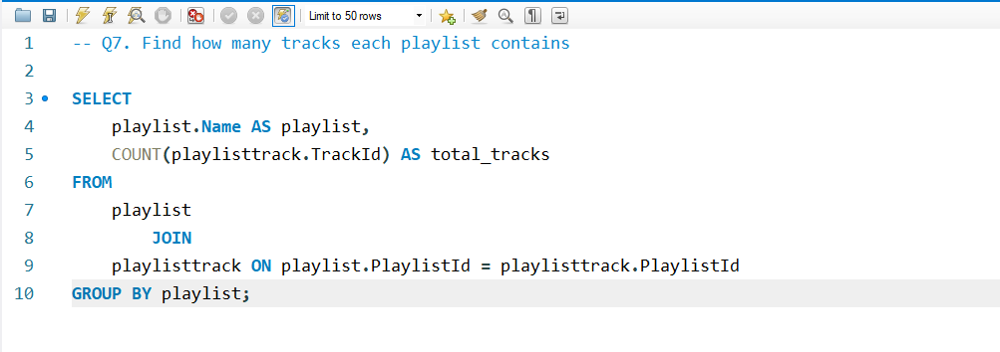 Limit to 50 rows
1 -- Q7. Find how many tracks each playlist contains
2
3 SELECT
4 playlist.Name AS playlist,
5 COUNT(playlisttrack.TrackId) AS total_tracks
6 FROM
7 playlist
8 JOIN
9 playlisttrack ON playlist.PlaylistId = playlisttrack.PlaylistId
10 GROUP BY playlist;